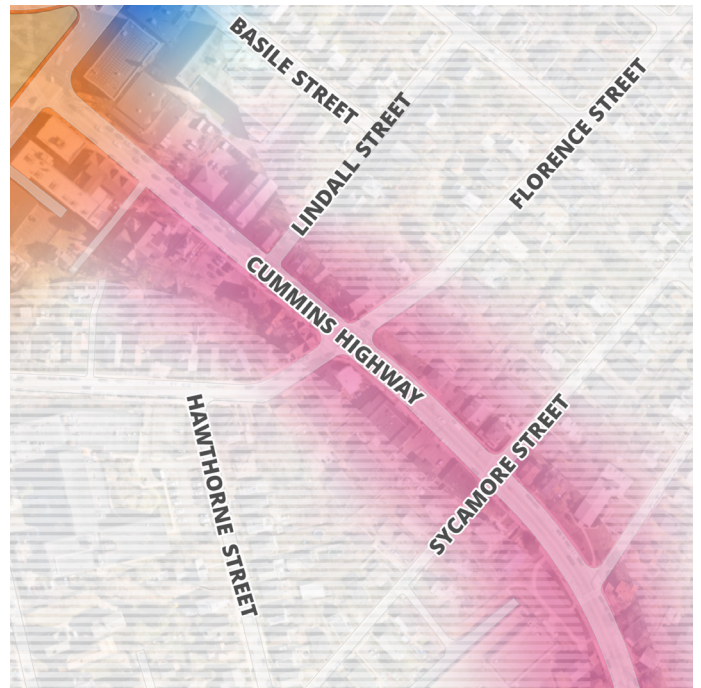 BASILE STREET
LINDALL STREET
FLORENCE STREET
CUMMINS HIGHWAY
HAWTHORNE STREET
SYCAMORE STREET